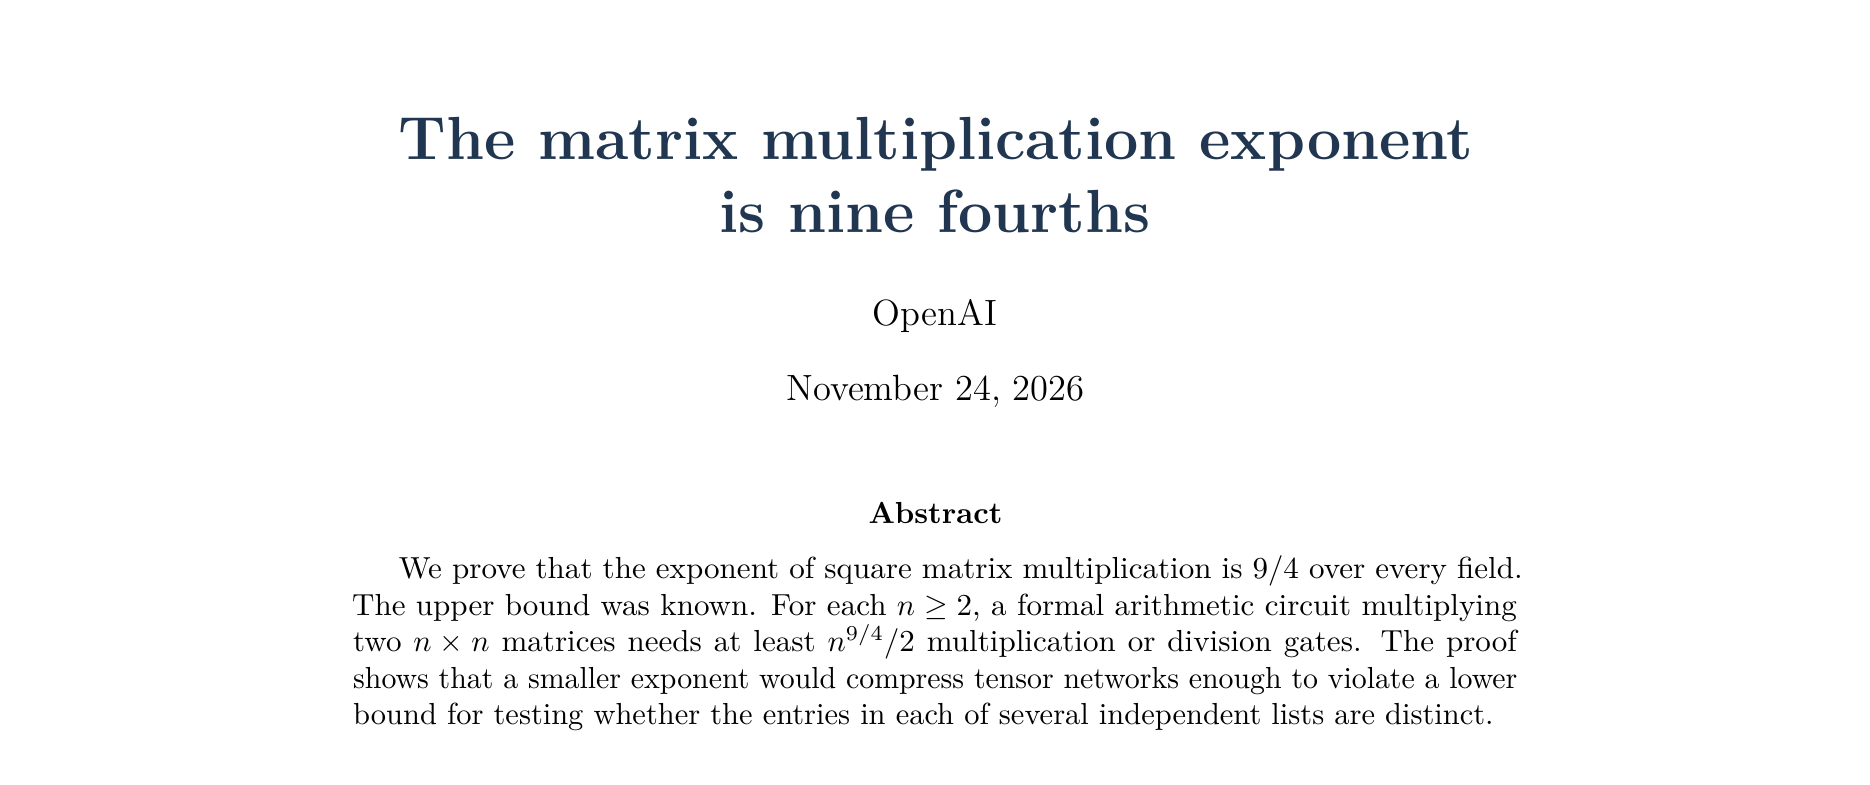 The matrix multiplication exponent
is nine fourths
OpenAI
November 24, 2026
Abstract
We prove that the exponent of square matrix multiplication is 9/4 over every field.
The upper bound was known. For each n ≥ 2, a formal arithmetic circuit multiplying
two n × n matrices needs at least n^{9/4}/2 multiplication or division gates. The proof
shows that a smaller exponent would compress tensor networks enough to violate a lower
bound for testing whether the entries in each of several independent lists are distinct.